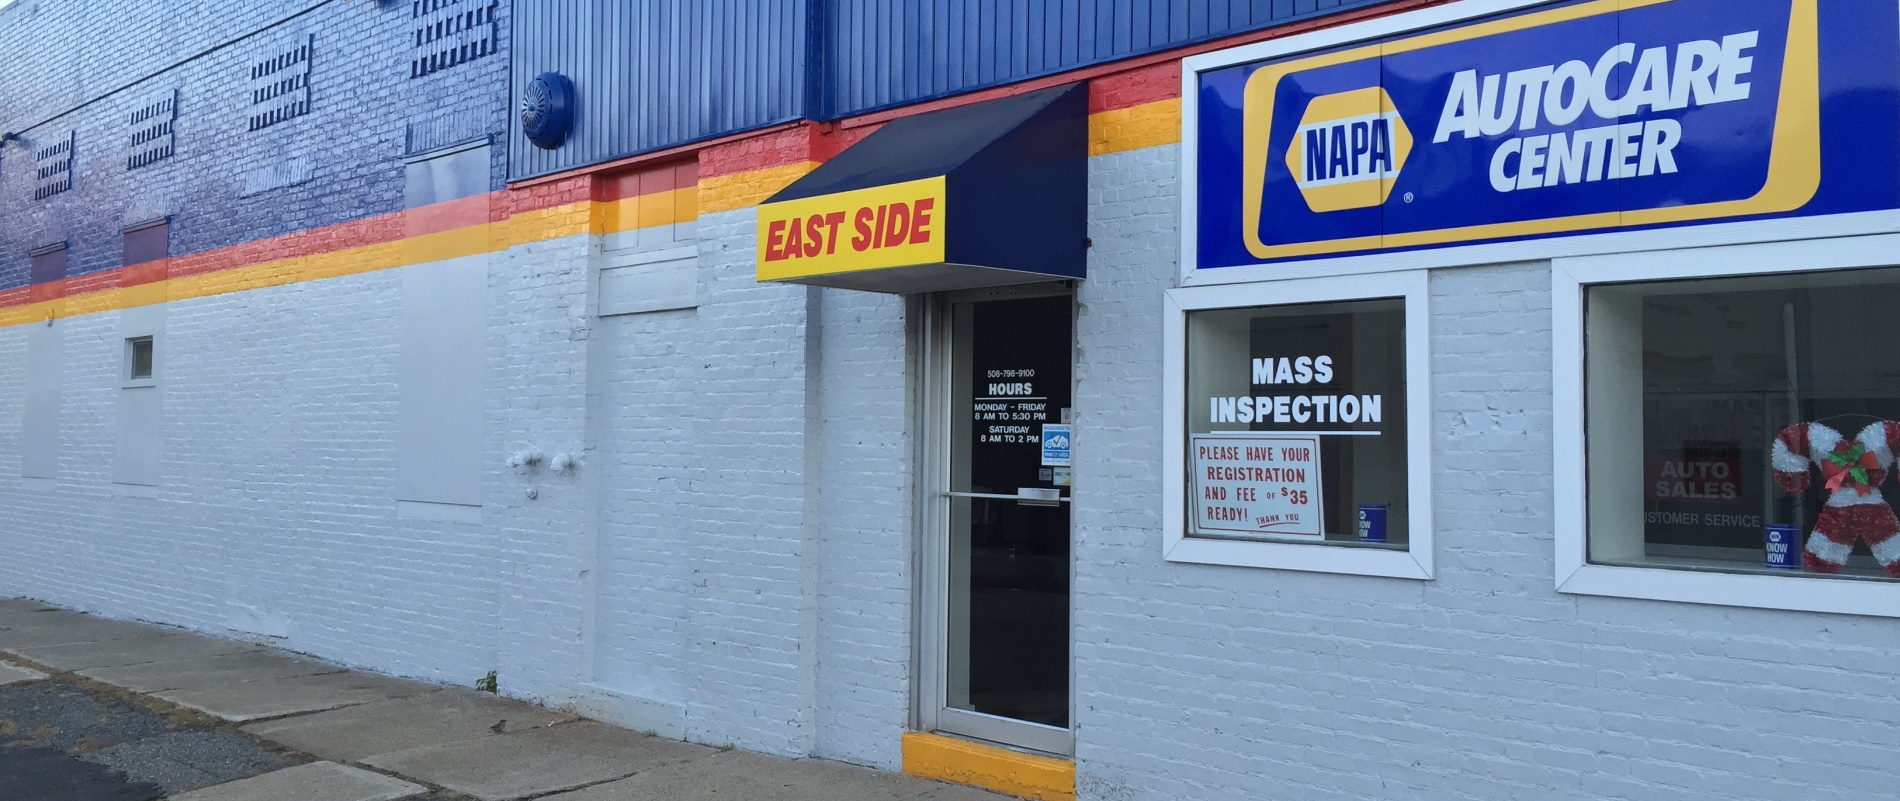 EAST SIDE
NAPA
®
AUTOCARE
CENTER
508-798-9100
HOURS
MONDAY - FRIDAY
8 AM TO 5:30 PM
SATURDAY
8 AM TO 2 PM
MASS
INSPECTION
PLEASE HAVE YOUR
REGISTRATION
AND FEE OF $35
READY! THANK YOU
KNOW
HOW
AUTO
SALES
USTOMER SERVICE
NAPA
KNOW
HOW